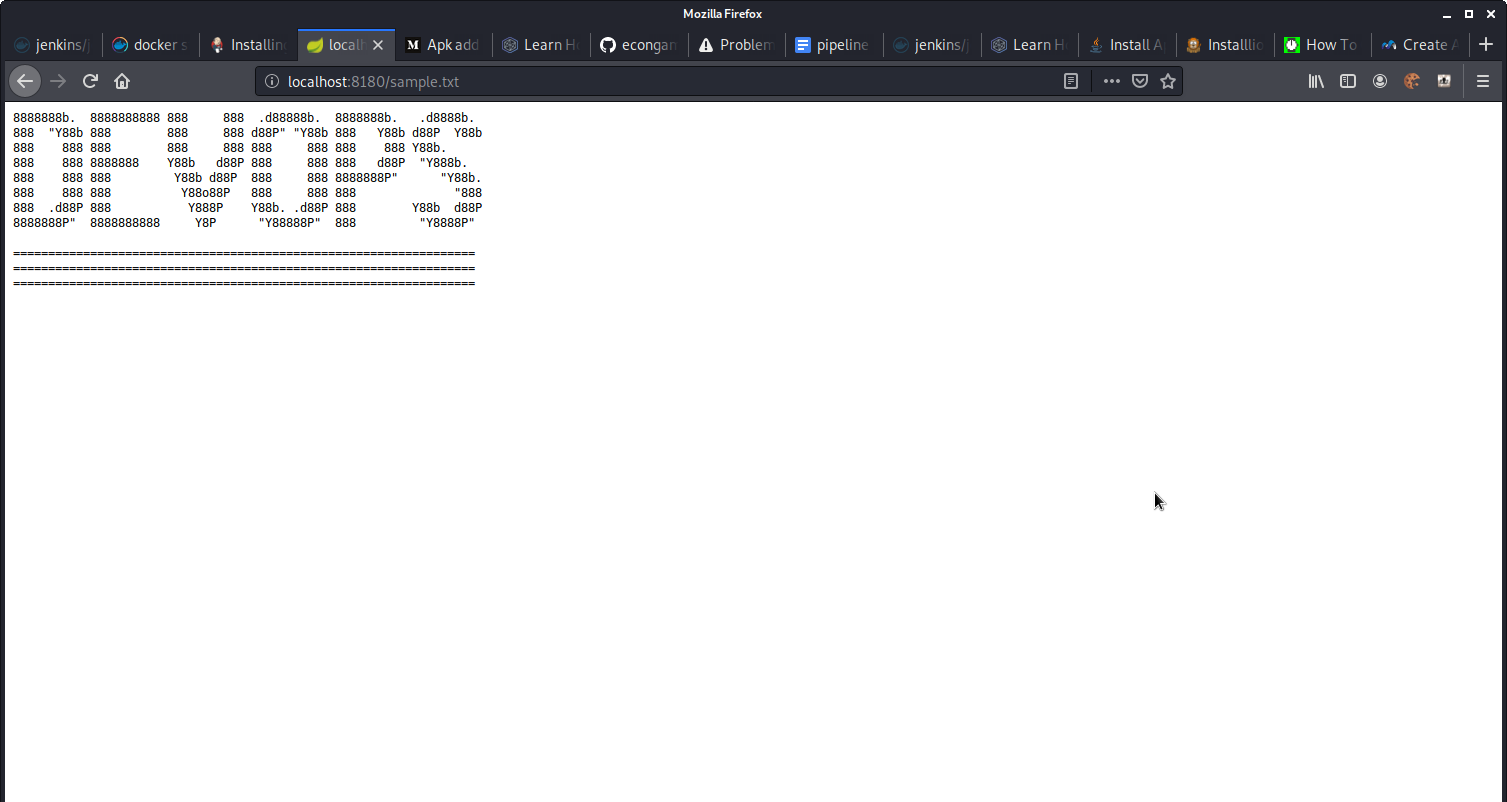 Mozilla Firefox
jenkins/j
docker s
Installin
localh
M Apk add
Learn H
econgan
Problem
pipeline
jenkins/j
Learn H
Install A
Installlio
How To
Create A
localhost:8180/sample.txt
8888888b.  8888888888 888     888  .d88888b.  8888888b.   .d8888b.
888  "Y88b 888        888     888 d88P" "Y88b 888   Y88b d88P  Y88b
888    888 888        888     888 888     888 888    888 Y88b.
888    888 8888888    Y88b   d88P 888     888 888   d88P  "Y888b.
888    888 888         Y88b d88P  888     888 8888888P"      "Y88b.
888    888 888          Y88o88P   888     888 888              "888
888  .d88P 888           Y888P    Y88b. .d88P 888        Y88b  d88P
8888888P"  8888888888     Y8P      "Y88888P"  888         "Y8888P"
==================================================================
==================================================================
==================================================================